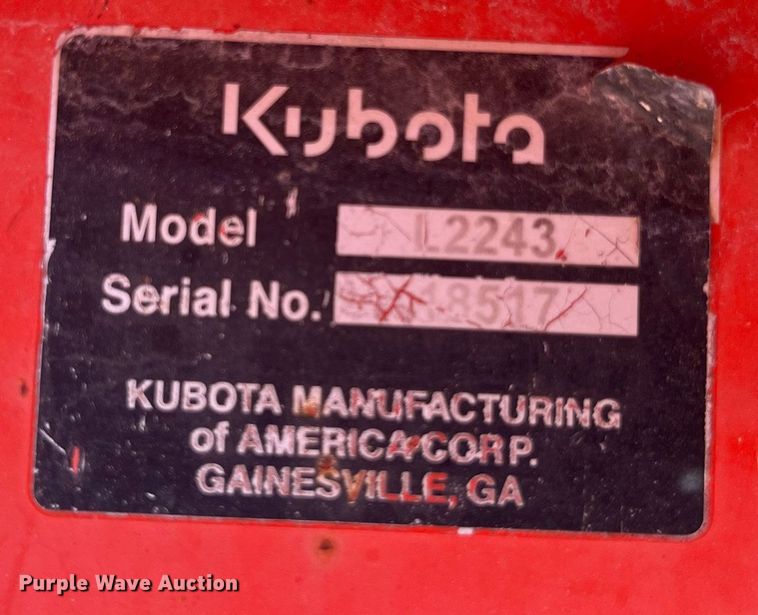 Kubota
Model L2243
Serial No.
KUBOTA MANUFACTURING
of AMERICA CORP.
GAINESVILLE, GA
Purple Wave Auction